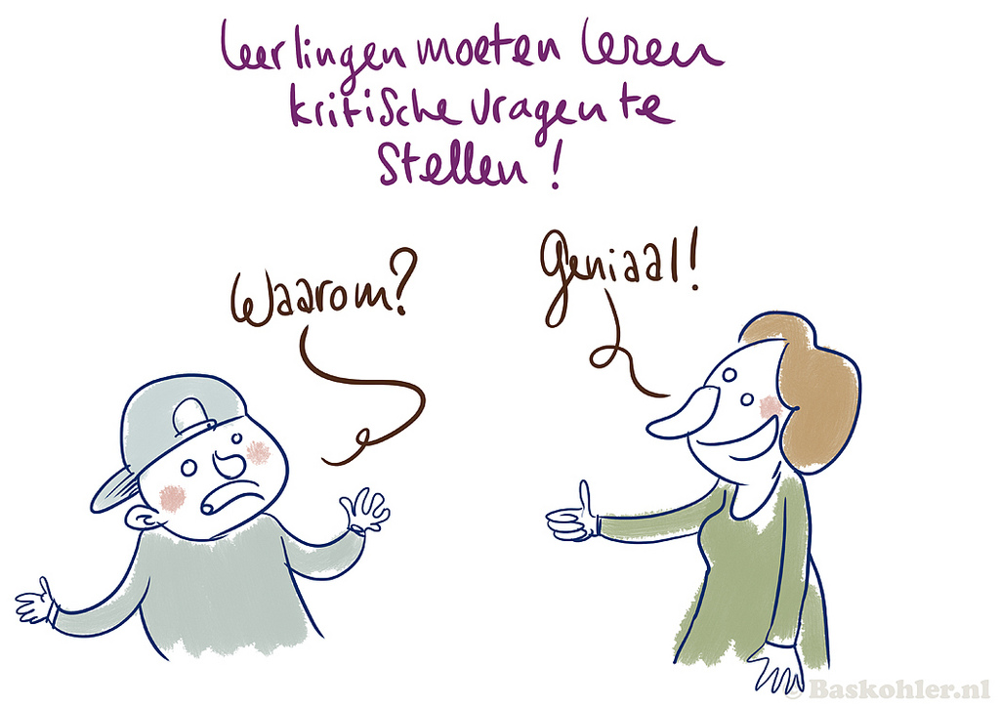 Leerlingen moeten leren
kritische vragen te
stellen!
Waarom?
Geniaal!
© Baskohler.nl